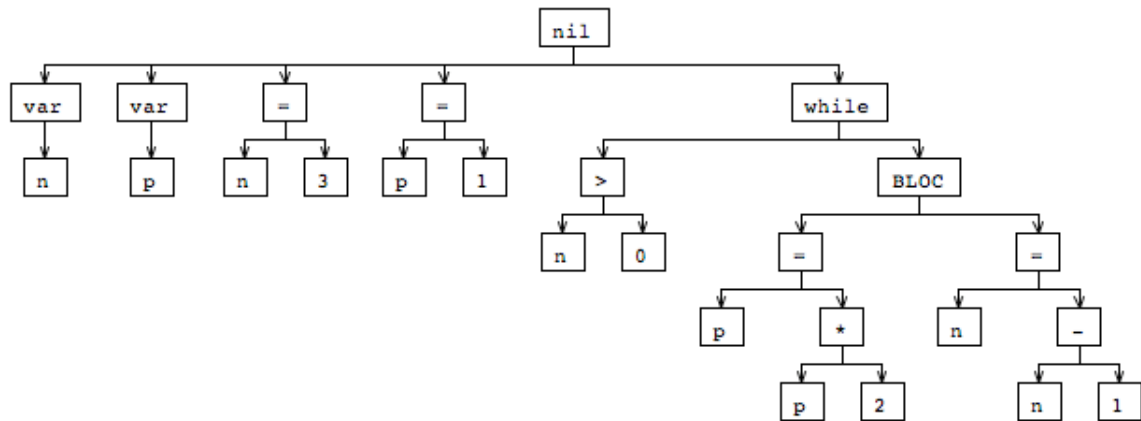 nil
var var = = while
n p n 3 p 1 > BLOC
n 0 = =
p * n -
p 2 n 1